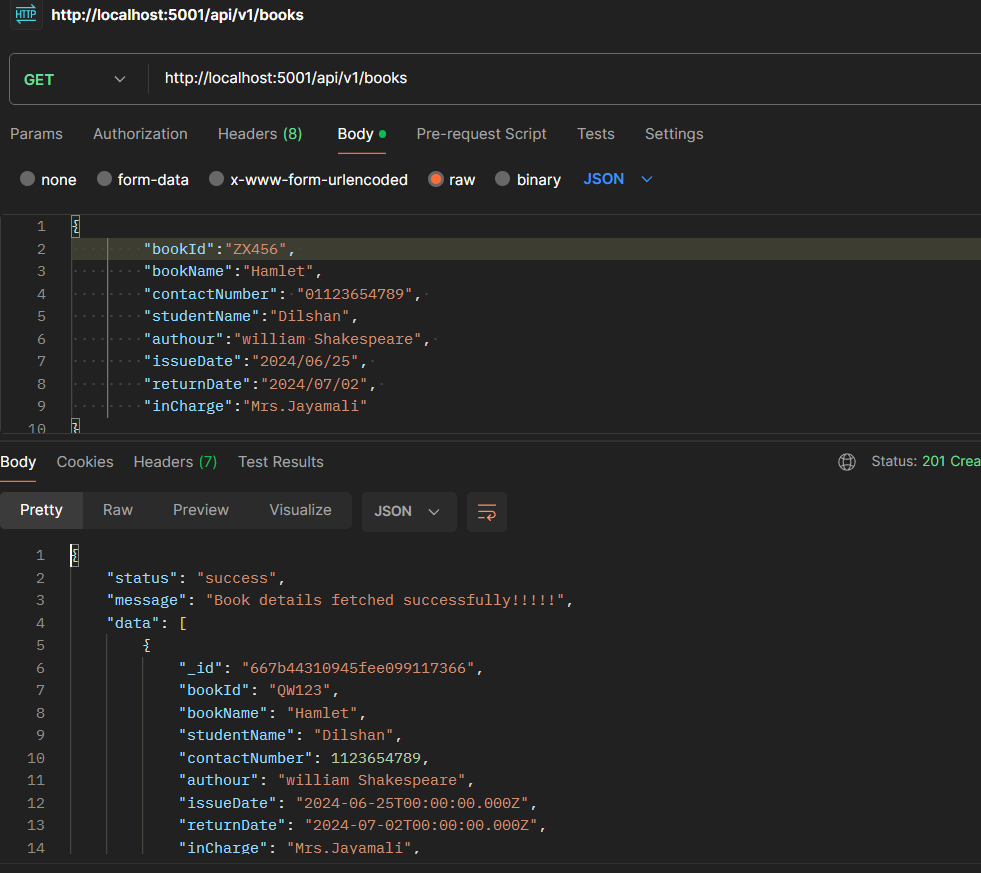 HTTP http://localhost:5001/api/v1/books
GET http://localhost:5001/api/v1/books
Params Authorization Headers (8) Body Pre-request Script Tests Settings
none form-data x-www-form-urlencoded raw binary JSON
1 {
2 "bookId":"ZX456",
3 "bookName":"Hamlet",
4 "contactNumber": "01123654789",
5 "studentName":"Dilshan",
6 "authour":"william Shakespeare",
7 "issueDate":"2024/06/25",
8 "returnDate":"2024/07/02",
9 "inCharge":"Mrs.Jayamali"
10 }
Body Cookies Headers (7) Test Results Status: 201 Crea
Pretty Raw Preview Visualize JSON
1 {
2 "status": "success",
3 "message": "Book details fetched successfully!!!!!",
4 "data": [
5 {
6 "_id": "667b44310945fee099117366",
7 "bookId": "QW123",
8 "bookName": "Hamlet",
9 "studentName": "Dilshan",
10 "contactNumber": 1123654789,
11 "authour": "william Shakespeare",
12 "issueDate": "2024-06-25T00:00:00.000Z",
13 "returnDate": "2024-07-02T00:00:00.000Z",
14 "inCharge": "Mrs.Jayamali",